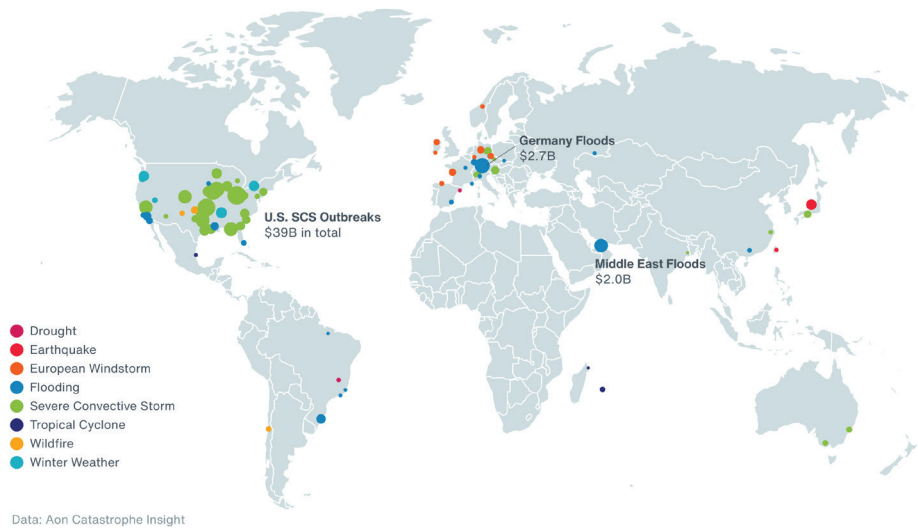 Germany Floods
$2.7B
U.S. SCS Outbreaks
$39B in total
Middle East Floods
$2.0B
Drought
Earthquake
European Windstorm
Flooding
Severe Convective Storm
Tropical Cyclone
Wildfire
Winter Weather
Data: Aon Catastrophe Insight